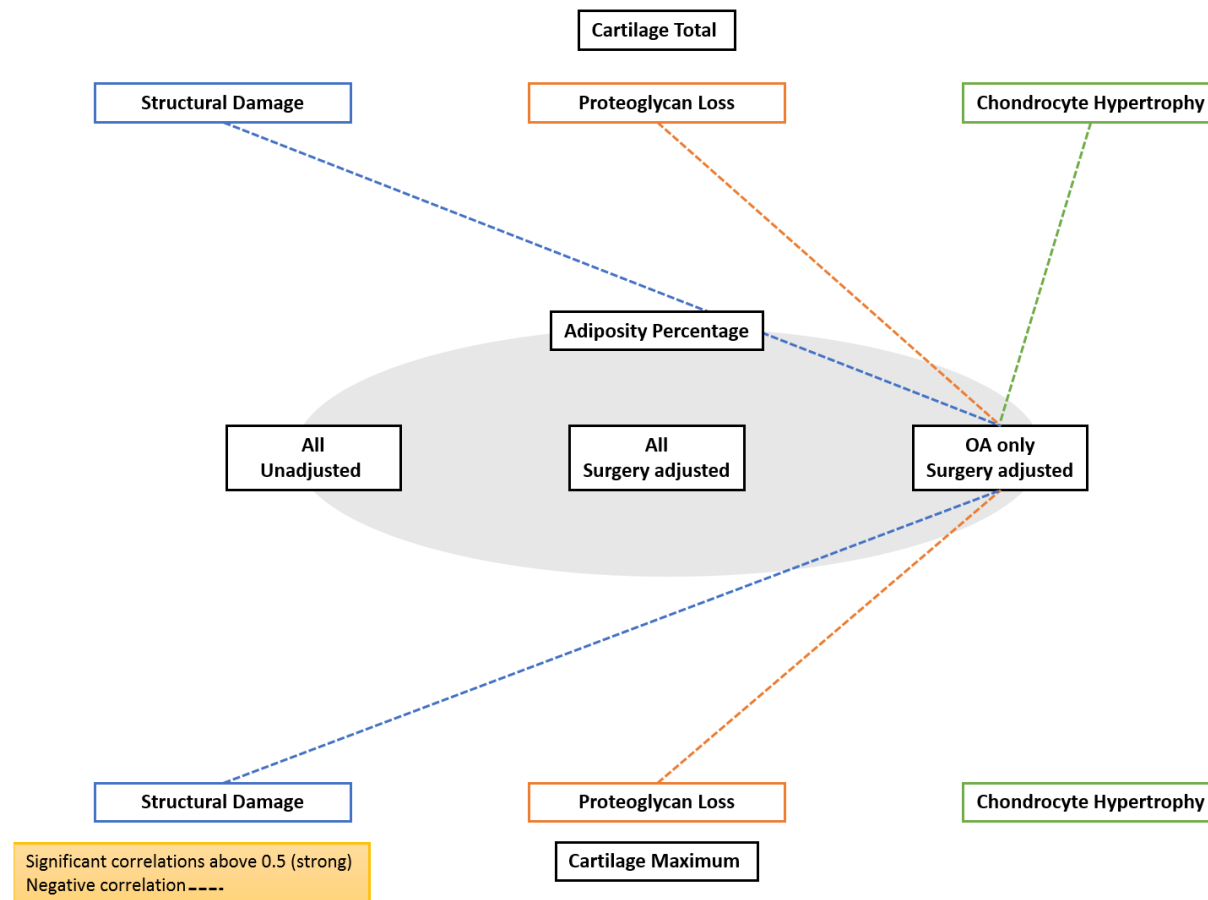 Cartilage Total
Structural Damage
Proteoglycan Loss
Chondrocyte Hypertrophy
Adiposity Percentage
All
Unadjusted
All
Surgery adjusted
OA only
Surgery adjusted
Structural Damage
Proteoglycan Loss
Chondrocyte Hypertrophy
Significant correlations above 0.5 (strong)
Negative correlation ----
Cartilage Maximum